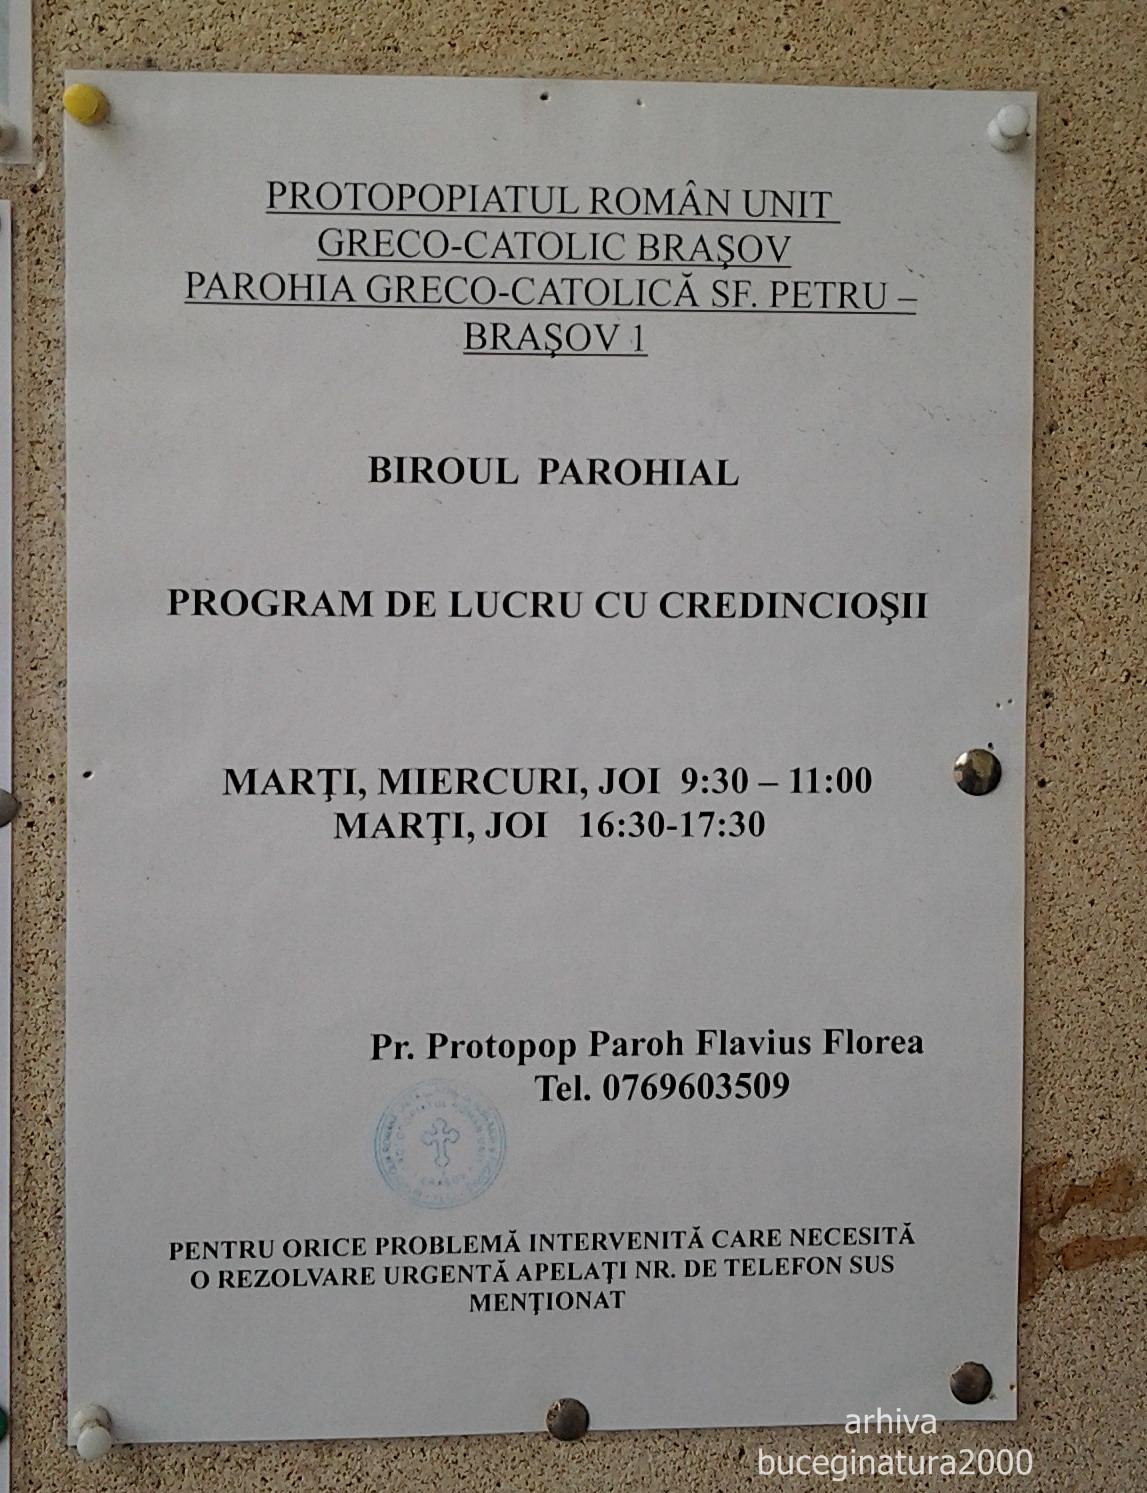 PROTOPOPIATUL ROMÂN UNIT
GRECO-CATOLIC BRAŞOV
PAROHIA GRECO-CATOLICĂ SF. PETRU –
BRAŞOV 1
BIROUL PAROHIAL
PROGRAM DE LUCRU CU CREDINCIOŞII
MARŢI, MIERCURI, JOI 9:30 – 11:00
MARŢI, JOI 16:30-17:30
Pr. Protopop Paroh Flavius Florea
Tel. 0769603509
PENTRU ORICE PROBLEMĂ INTERVENITĂ CARE NECESITĂ
O REZOLVARE URGENTĂ APELAŢI NR. DE TELEFON SUS
MENŢIONAT
arhiva
buceginatura2000